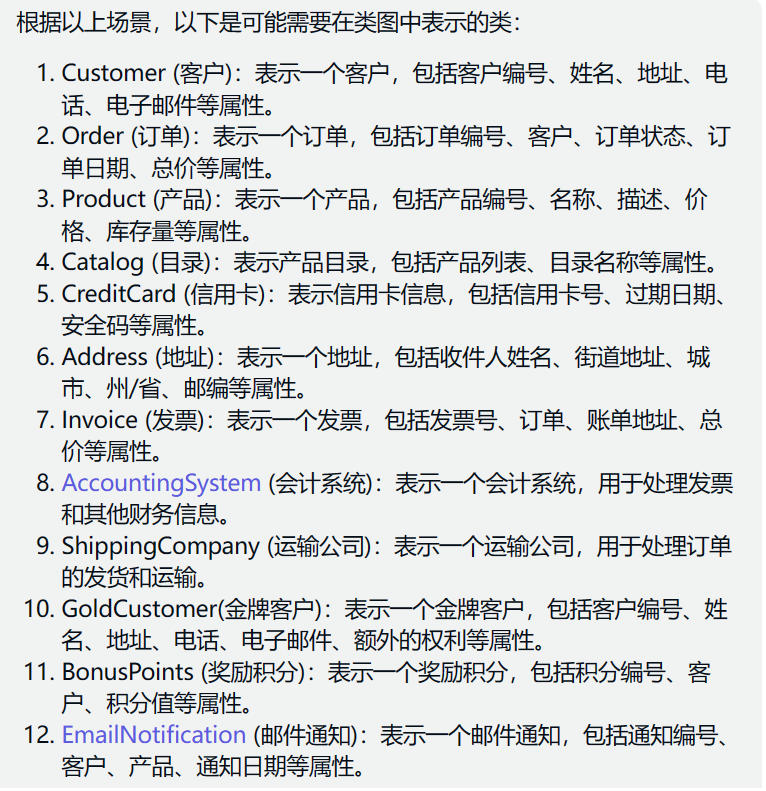 根据以上场景，以下是可能需要在类图中表示的类：
1. Customer (客户)：表示一个客户，包括客户编号、姓名、地址、电
话、电子邮件等属性。
2. Order (订单)：表示一个订单，包括订单编号、客户、订单状态、订
单日期、总价等属性。
3. Product (产品)：表示一个产品，包括产品编号、名称、描述、价
格、库存量等属性。
4. Catalog (目录)：表示产品目录，包括产品列表、目录名称等属性。
5. CreditCard (信用卡)：表示信用卡信息，包括信用卡号、过期日期、
安全码等属性。
6. Address (地址)：表示一个地址，包括收件人姓名、街道地址、城
市、州/省、邮编等属性。
7. Invoice (发票)：表示一个发票，包括发票号、订单、账单地址、总
价等属性。
8. AccountingSystem (会计系统)：表示一个会计系统，用于处理发票
和其他财务信息。
9. ShippingCompany (运输公司)：表示一个运输公司，用于处理订单
的发货和运输。
10. GoldCustomer(金牌客户)：表示一个金牌客户，包括客户编号、姓
名、地址、电话、电子邮件、额外的权利等属性。
11. BonusPoints (奖励积分)：表示一个奖励积分，包括积分编号、客
户、积分值等属性。
12. EmailNotification (邮件通知)：表示一个邮件通知，包括通知编号、
客户、产品、通知日期等属性。